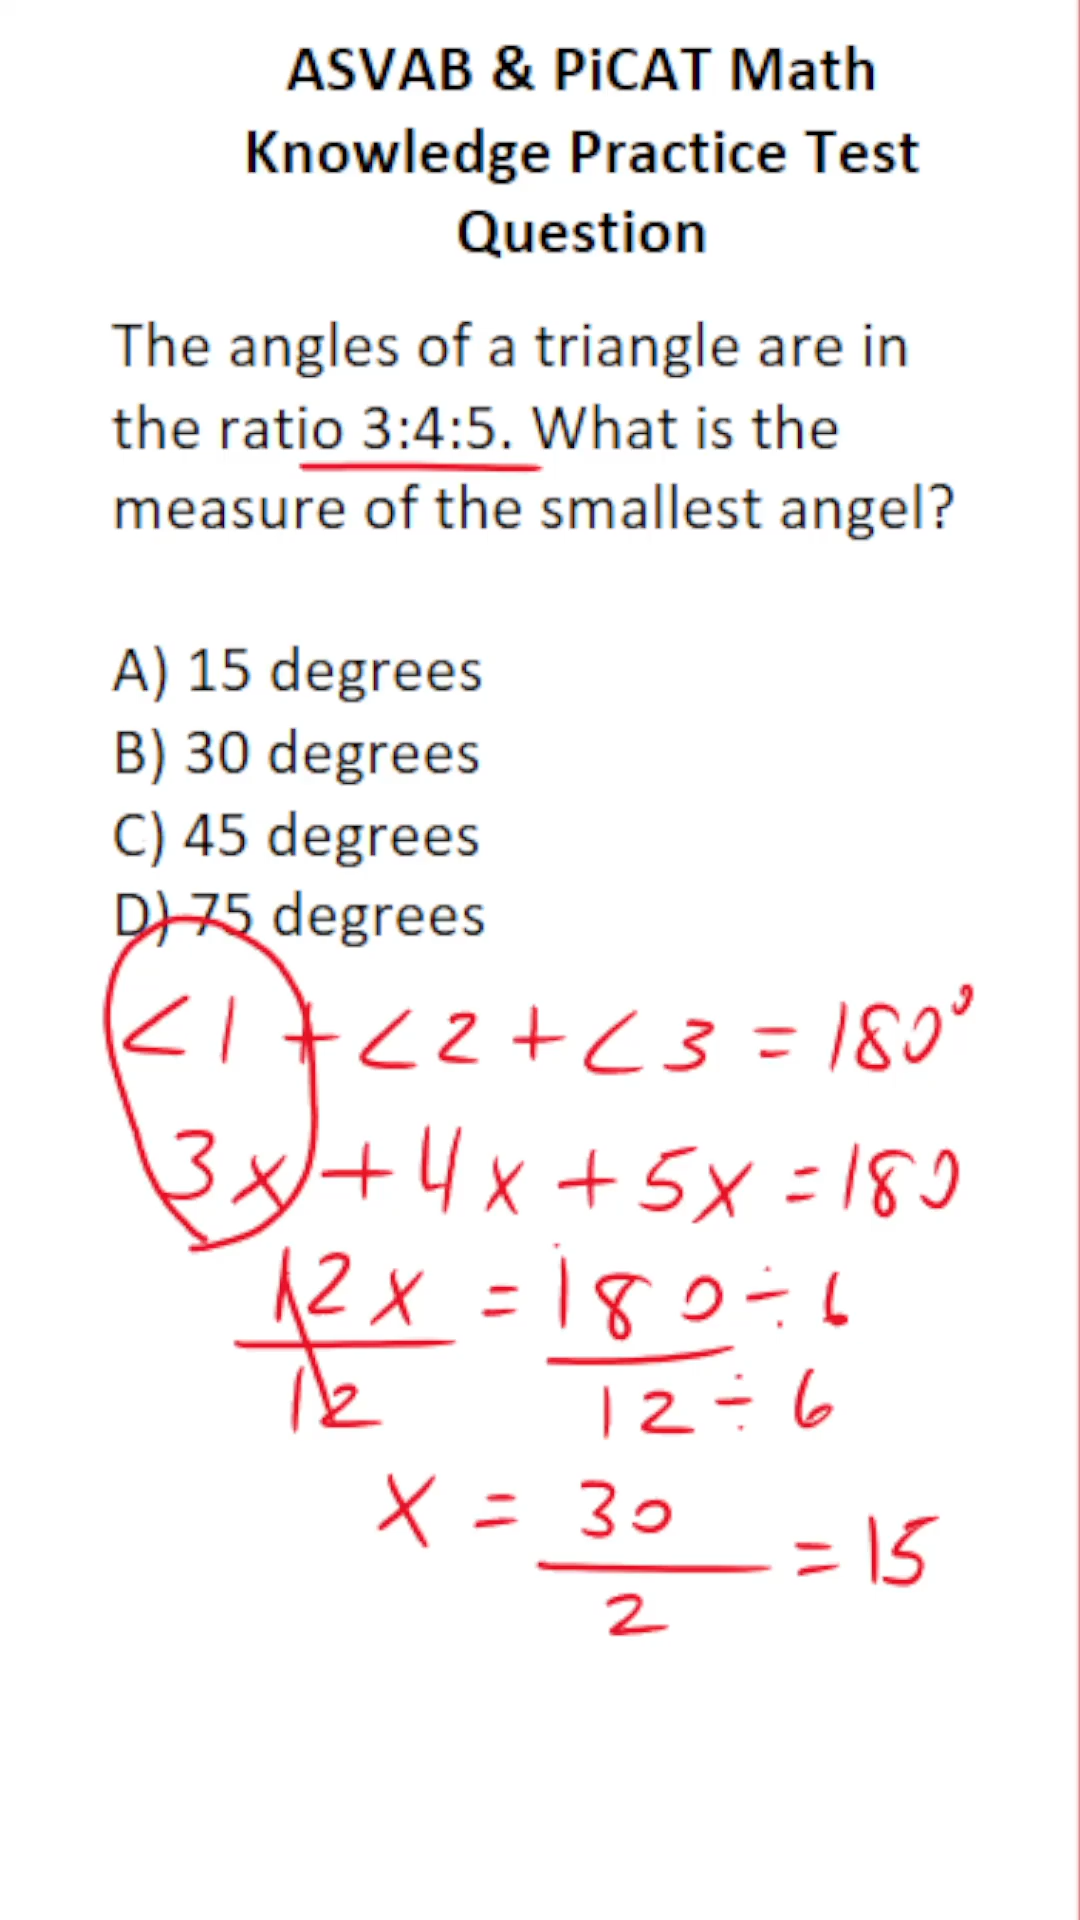 ASVAB & PiCAT Math
Knowledge Practice Test
Question
The angles of a triangle are in
the ratio 3:4:5. What is the
measure of the smallest angel?
A) 15 degrees
B) 30 degrees
C) 45 degrees
D) 75 degrees
<1 + <2 + <3 = 180°
3x + 4x + 5x = 180
12x = 180 ÷ 6
12 12 ÷ 6
x = 30 = 15
2